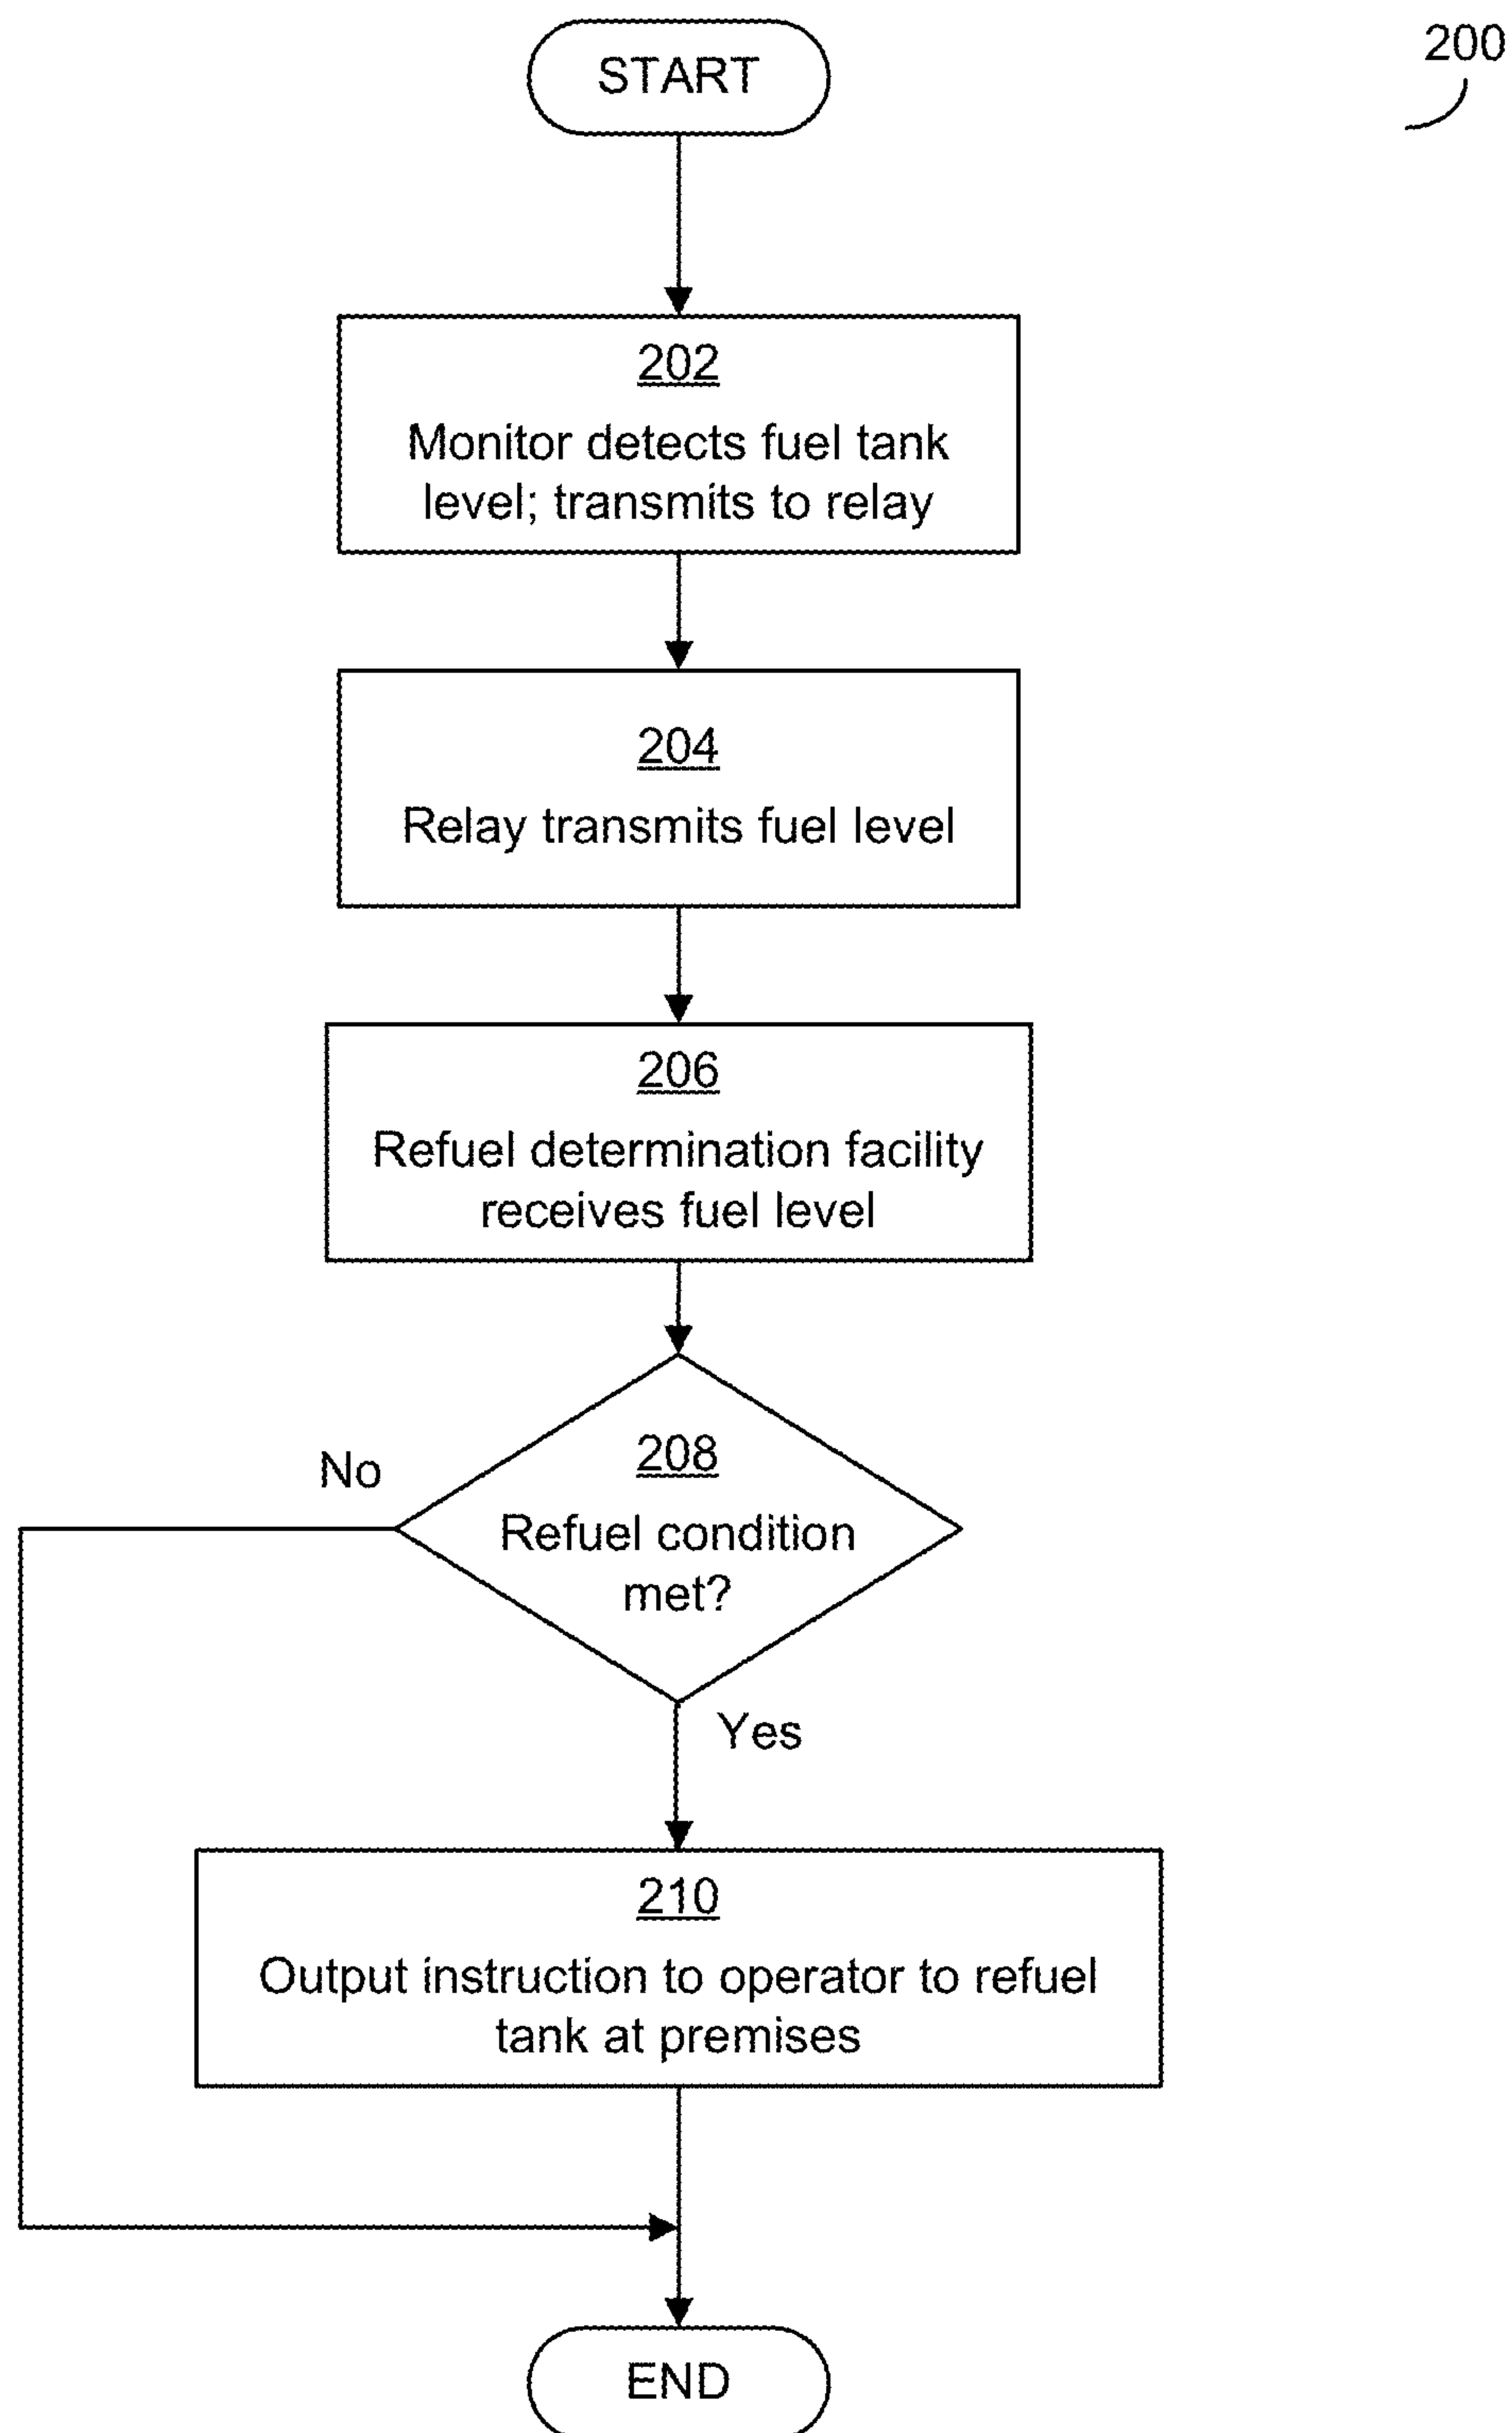 START
200
202
Monitor detects fuel tank
level; transmits to relay
204
Relay transmits fuel level
206
Refuel determination facility
receives fuel level
208
Refuel condition
met?
No
Yes
210
Output instruction to operator to refuel
tank at premises
END